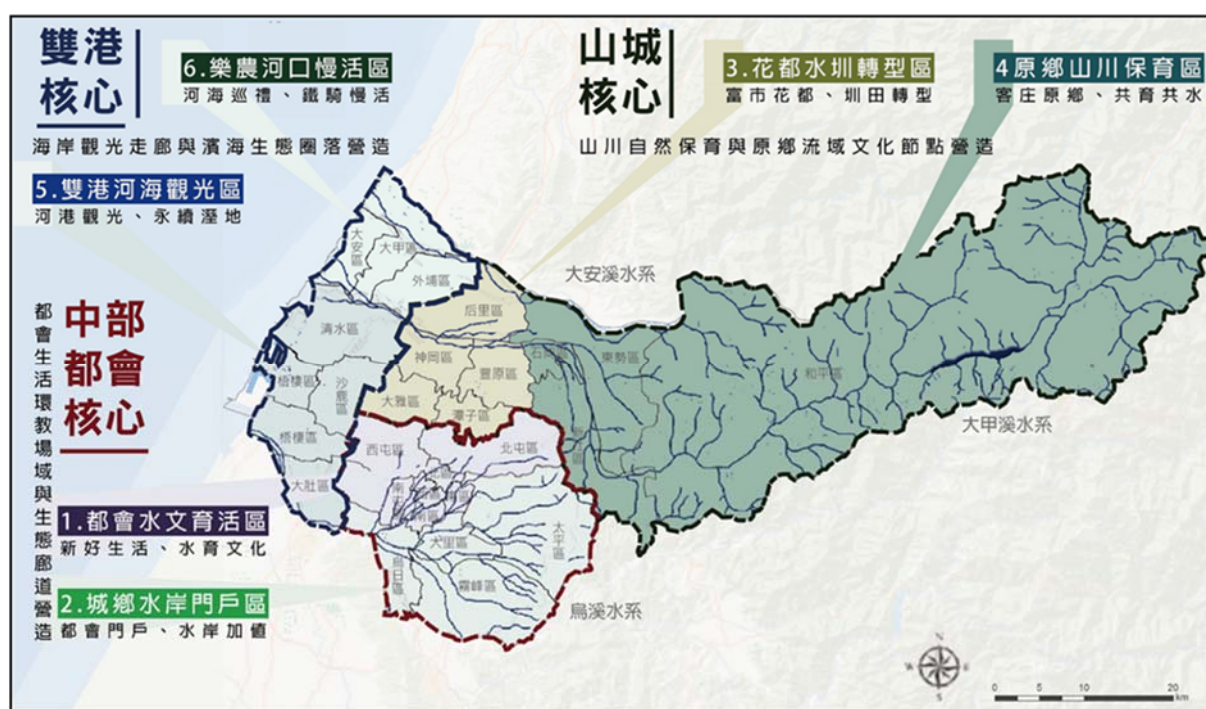 雙港
核心
海岸觀光走廊與濱海生態圈落營造
6.樂農河口慢活區
河海巡禮、鐵騎慢活
5.雙港河海觀光區
河港觀光、永續溼地
山城
核心
山川自然保育與原鄉流域文化節點營造
3.花都水圳轉型區
富市花都、圳田轉型
4原鄉山川保育區
客庄原鄉、共育共水
中部
都會
核心
都會生活環教場域與生態廊道營造
1.都會水文育活區
新好生活、水育文化
2.城鄉水岸門戶區
都會門戶、水岸加值
大安溪水系
大甲溪水系
烏溪水系
大安區
大甲區
外埔區
清水區
梧棲區
沙鹿區
梧棲區
大肚區
后里區
神岡區
豐原區
大雅區
潭子區
東勢區
和平區
西屯區
北屯區
大里區
太平區
烏日區
霧峰區
N
W
E
S
0 5 10 20
km